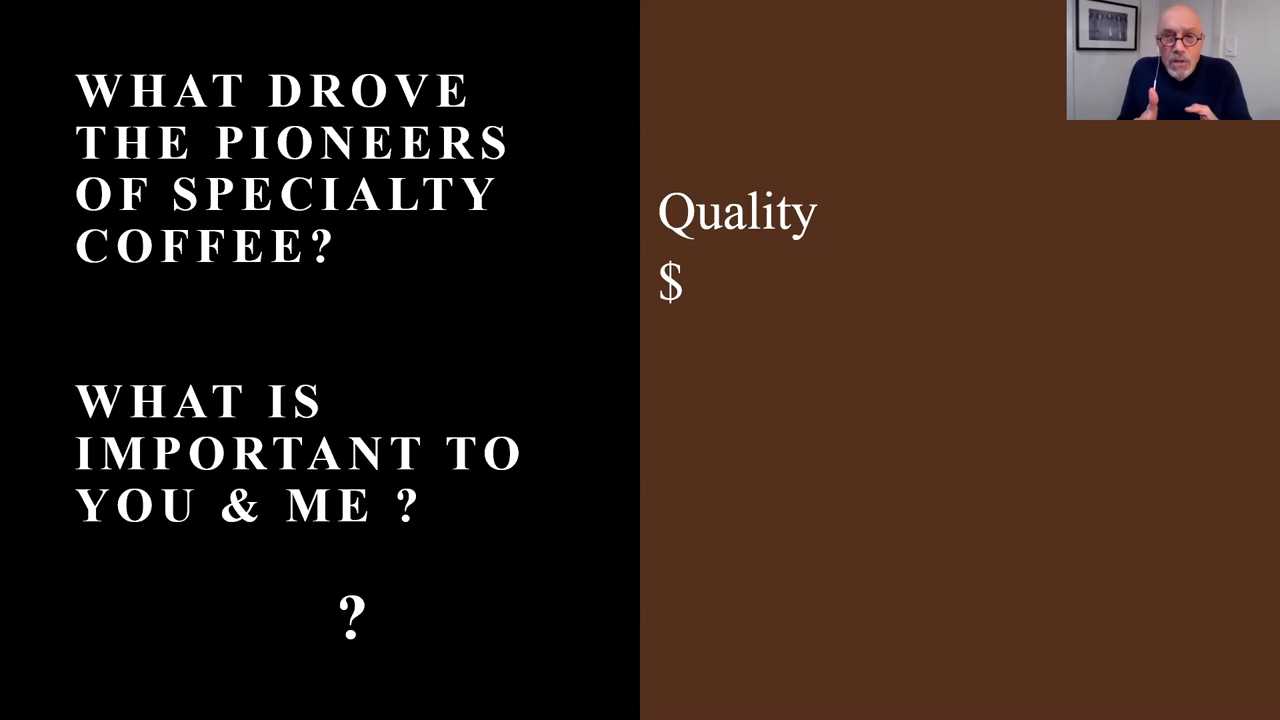 WHAT DROVE
THE PIONEERS
OF SPECIALTY
COFFEE?
WHAT IS
IMPORTANT TO
YOU & ME ?
?
Quality
$